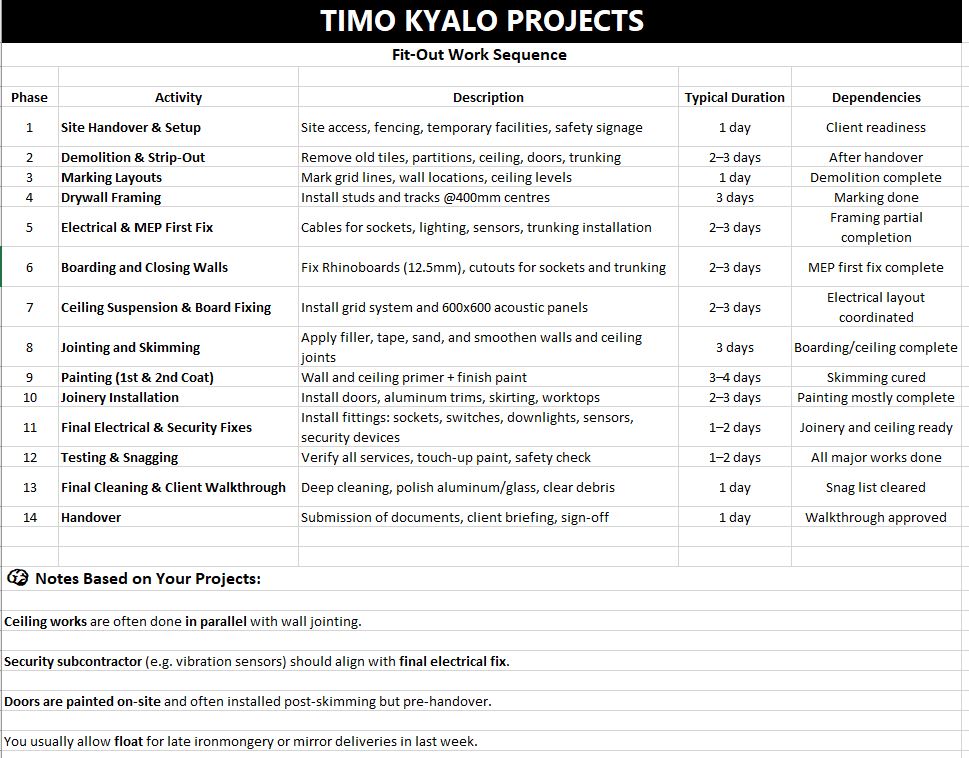 TIMO KYALO PROJECTS
Fit-Out Work Sequence
Phase Activity Description Typical Duration Dependencies
1 Site Handover & Setup Site access, fencing, temporary facilities, safety signage 1 day Client readiness
2 Demolition & Strip-Out Remove old tiles, partitions, ceiling, doors, trunking 2–3 days After handover
3 Marking Layouts Mark grid lines, wall locations, ceiling levels 1 day Demolition complete
4 Drywall Framing Install studs and tracks @400mm centres 3 days Marking done
5 Electrical & MEP First Fix Cables for sockets, lighting, sensors, trunking installation 2–3 days Framing partial
completion
6 Boarding and Closing Walls Fix Rhinoboards (12.5mm), cutouts for sockets and trunking 2–3 days MEP first fix complete
7 Ceiling Suspension & Board Fixing Install grid system and 600x600 acoustic panels 2–3 days Electrical layout
coordinated
8 Jointing and Skimming Apply filler, tape, sand, and smoothen walls and ceiling
joints 3 days Boarding/ceiling complete
9 Painting (1st & 2nd Coat) Wall and ceiling primer + finish paint 3–4 days Skimming cured
10 Joinery Installation Install doors, aluminum trims, skirting, worktops 2–3 days Painting mostly complete
11 Final Electrical & Security Fixes Install fittings: sockets, switches, downlights, sensors,
security devices 1–2 days Joinery and ceiling ready
12 Testing & Snagging Verify all services, touch-up paint, safety check 1–2 days All major works done
13 Final Cleaning & Client Walkthrough Deep cleaning, polish aluminum/glass, clear debris 1 day Snag list cleared
14 Handover Submission of documents, client briefing, sign-off 1 day Walkthrough approved
Notes Based on Your Projects:
Ceiling works are often done in parallel with wall jointing.
Security subcontractor (e.g. vibration sensors) should align with final electrical fix.
Doors are painted on-site and often installed post-skimming but pre-handover.
You usually allow float for late ironmongery or mirror deliveries in last week.